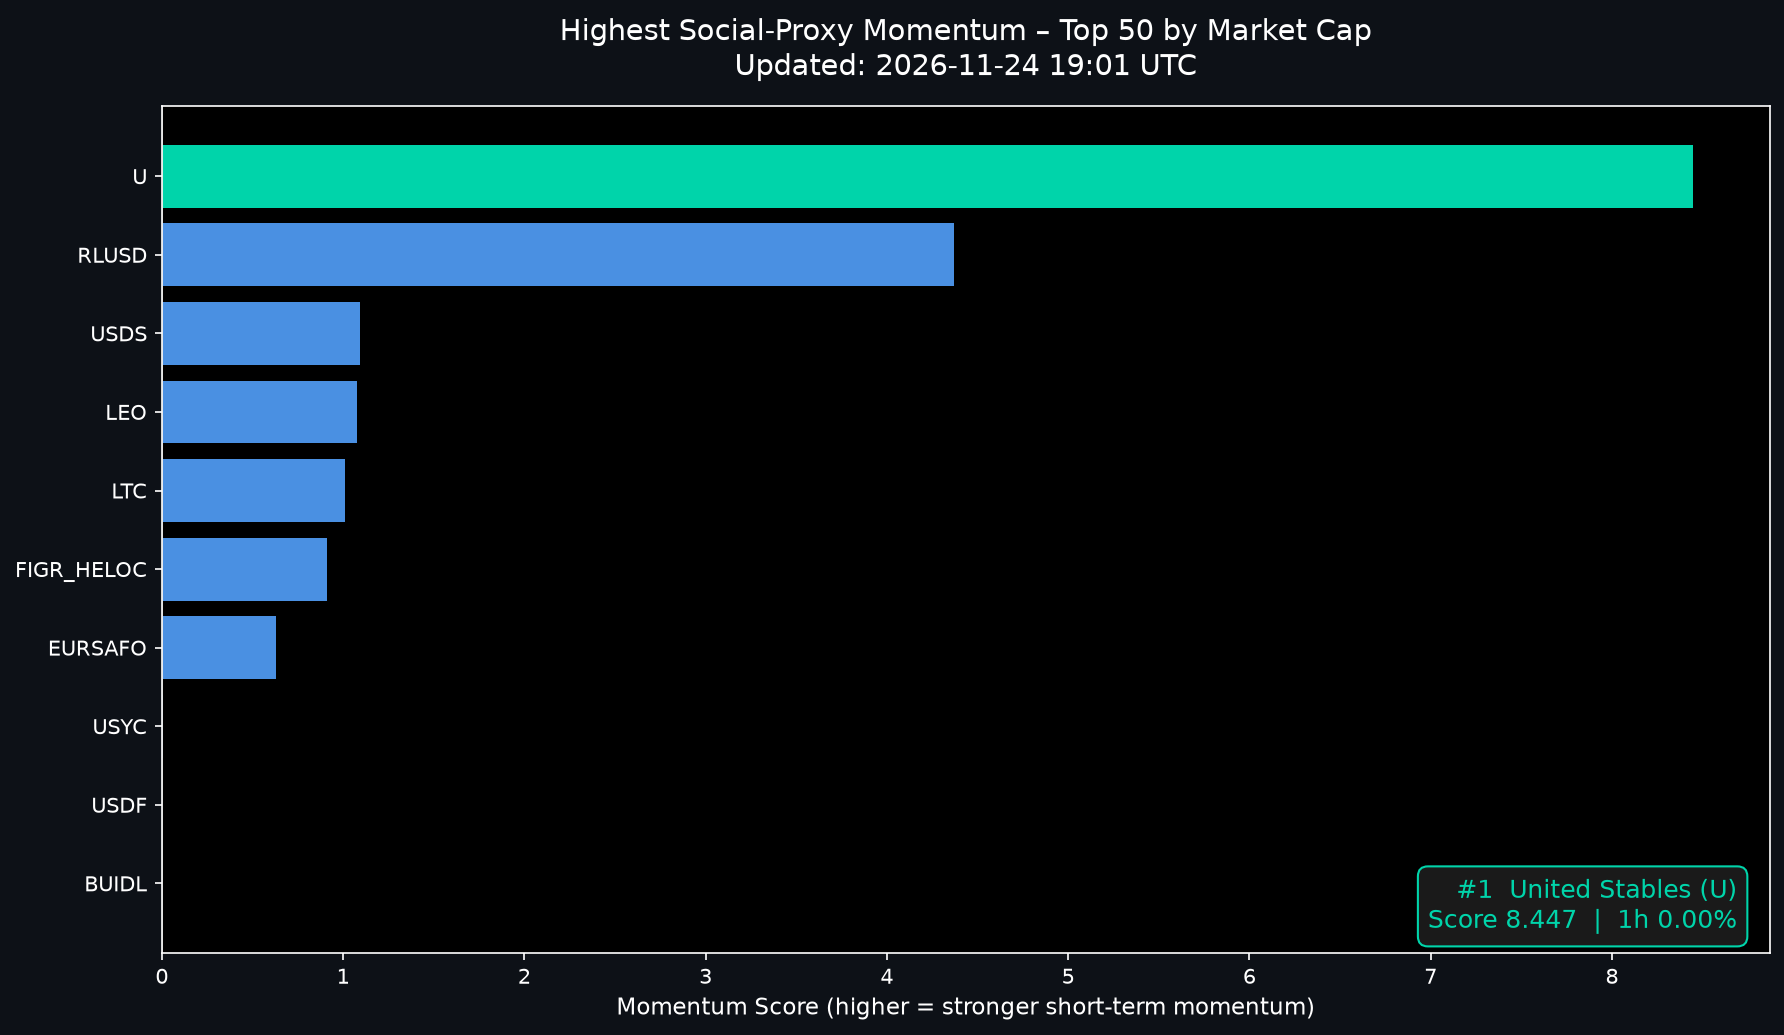 Highest Social-Proxy Momentum – Top 50 by Market Cap
Updated: 2026-11-24 19:01 UTC
U
RLUSD
USDS
LEO
LTC
FIGR_HELOC
EURSAFO
USYC
USDF
BUIDL
#1  United Stables (U)
Score 8.447  |  1h 0.00%
0 1 2 3 4 5 6 7 8
Momentum Score (higher = stronger short-term momentum)